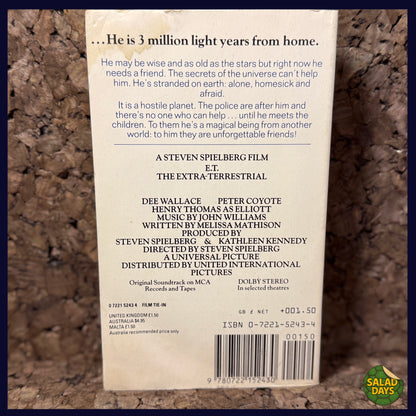 ...He is 3 million light years from home.
He may be wise and as old as the stars but right now he
needs a friend. The secrets of the universe can't help
him. He's stranded on earth: alone, homesick and
afraid.
It is a hostile planet. The police are after him and
there's no one who can help . . . until he meets the
children. To them he's a magical being from another
world: to him they are unforgettable friends!
A STEVEN SPIELBERG FILM
E.T.
THE EXTRA-TERRESTRIAL
DEE WALLACE PETER COYOTE
HENRY THOMAS AS ELLIOTT
MUSIC BY JOHN WILLIAMS
WRITTEN BY MELISSA MATHISON
PRODUCED BY
STEVEN SPIELBERG & KATHLEEN KENNEDY
DIRECTED BY STEVEN SPIELBERG
A UNIVERSAL PICTURE
DISTRIBUTED BY UNITED INTERNATIONAL
PICTURES
Original Soundtrack on MCA
Records and Tapes
DOLBY STEREO
In selected theatres
0 7221 5243 4 FILM TIE-IN
UNITED KINGDOM £1.50
AUSTRALIA $4.95
MALTA £1.50
Australia recommended price only
GB £ NET +001.50
ISBN 0-7221-5243-4
00150
9 780722 152430
SALAD
DAYS